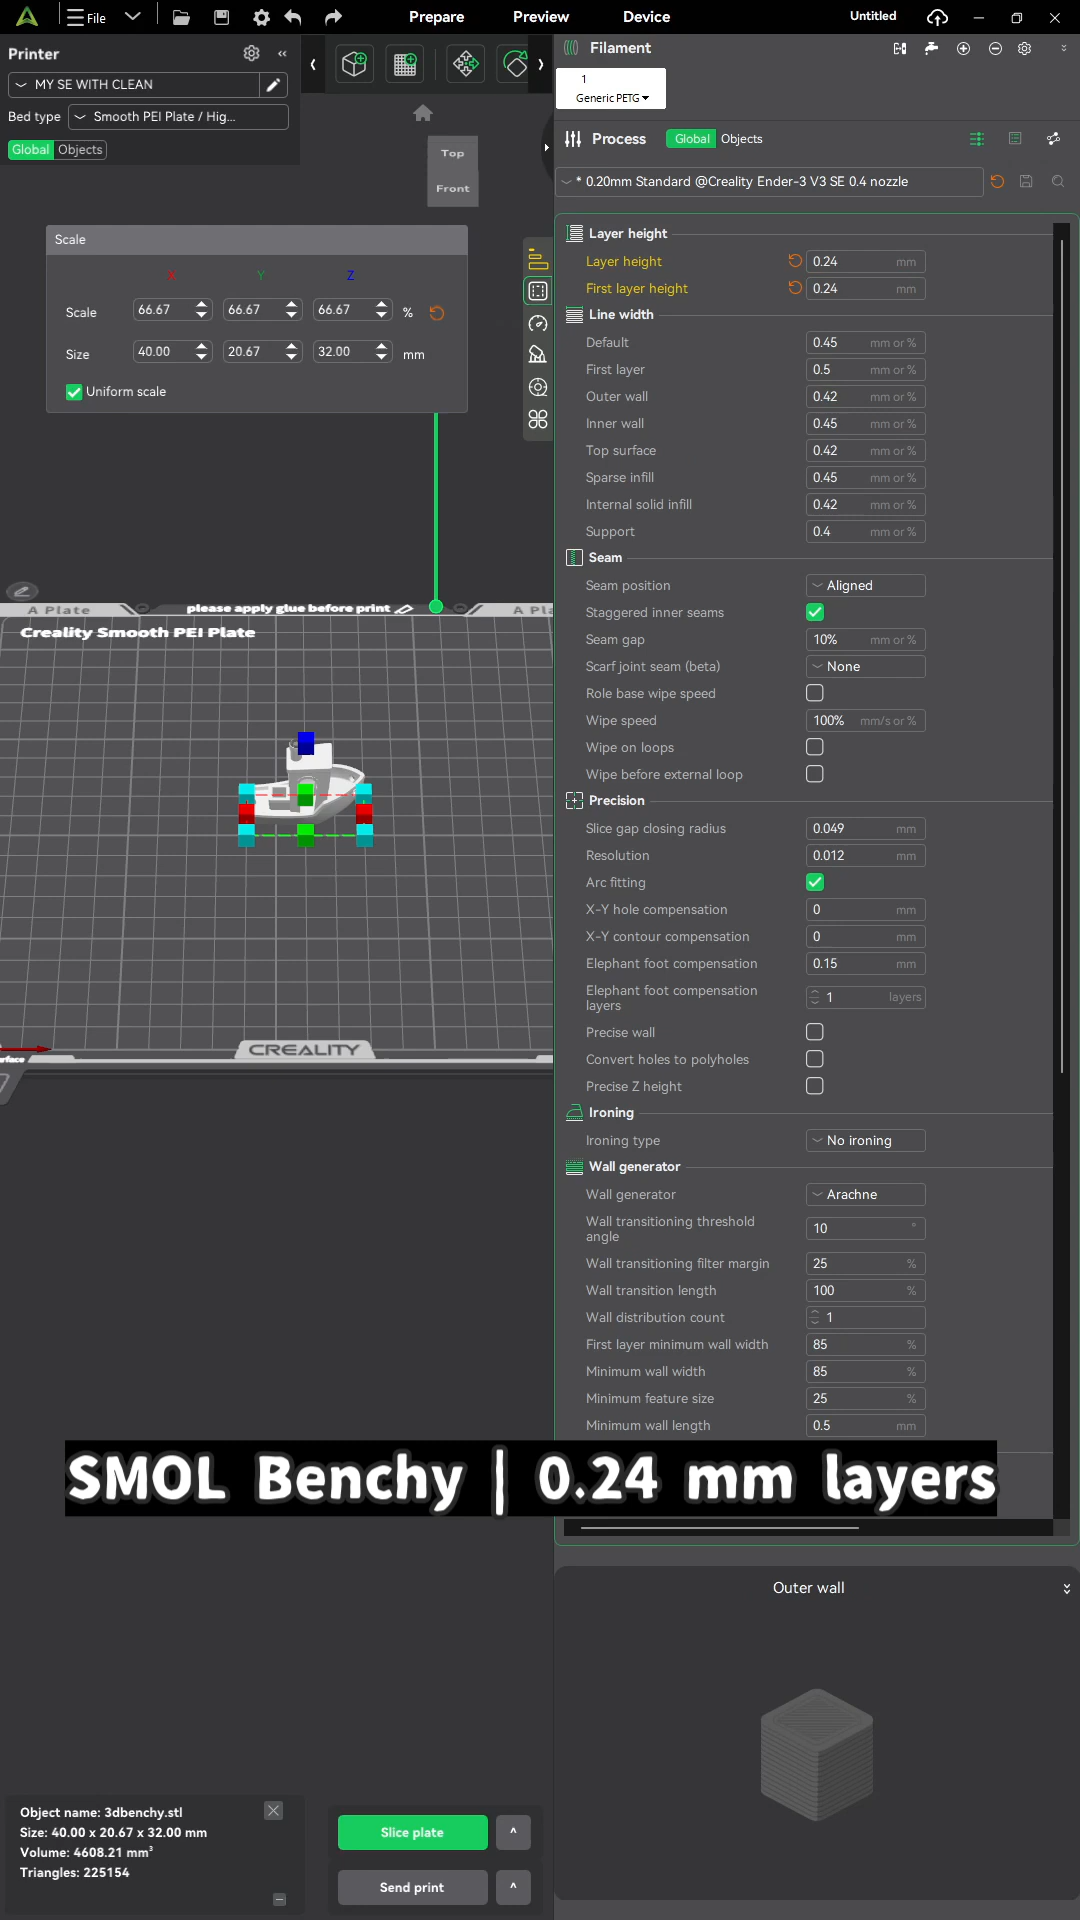 File
Prepare
Preview
Device
Untitled
Printer
MY SE WITH CLEAN
Bed type
Smooth PEI Plate / Hig...
Global
Objects
Top
Front
Scale
X
Y
Z
Scale
66.67
66.67
66.67
%
Size
40.00
20.67
32.00
mm
Uniform scale
A Plate
please apply glue before print
A Pla
Creality Smooth PEI Plate
CREALITY
Filament
1
Generic PETG
Process
Global
Objects
* 0.20mm Standard @Creality Ender-3 V3 SE 0.4 nozzle
Layer height
Layer height 0.24 mm
First layer height 0.24 mm
Line width
Default 0.45 mm or %
First layer 0.5 mm or %
Outer wall 0.42 mm or %
Inner wall 0.45 mm or %
Top surface 0.42 mm or %
Sparse infill 0.45 mm or %
Internal solid infill 0.42 mm or %
Support 0.4 mm or %
Seam
Seam position Aligned
Staggered inner seams
Seam gap 10% mm or %
Scarf joint seam (beta) None
Role base wipe speed
Wipe speed 100% mm/s or %
Wipe on loops
Wipe before external loop
Precision
Slice gap closing radius 0.049 mm
Resolution 0.012 mm
Arc fitting
X-Y hole compensation 0 mm
X-Y contour compensation 0 mm
Elephant foot compensation 0.15 mm
Elephant foot compensation
layers 1 layers
Precise wall
Convert holes to polyholes
Precise Z height
Ironing
Ironing type No ironing
Wall generator
Wall generator Arachne
Wall transitioning threshold
angle 10 °
Wall transitioning filter margin 25 %
Wall transition length 100 %
Wall distribution count 1
First layer minimum wall width 85 %
Minimum wall width 85 %
Minimum feature size 25 %
Minimum wall length 0.5 mm
SMOL Benchy | 0.24 mm layers
Outer wall
Object name: 3dbenchy.stl
Size: 40.00 x 20.67 x 32.00 mm
Volume: 4608.21 mm³
Triangles: 225154
Slice plate
Send print